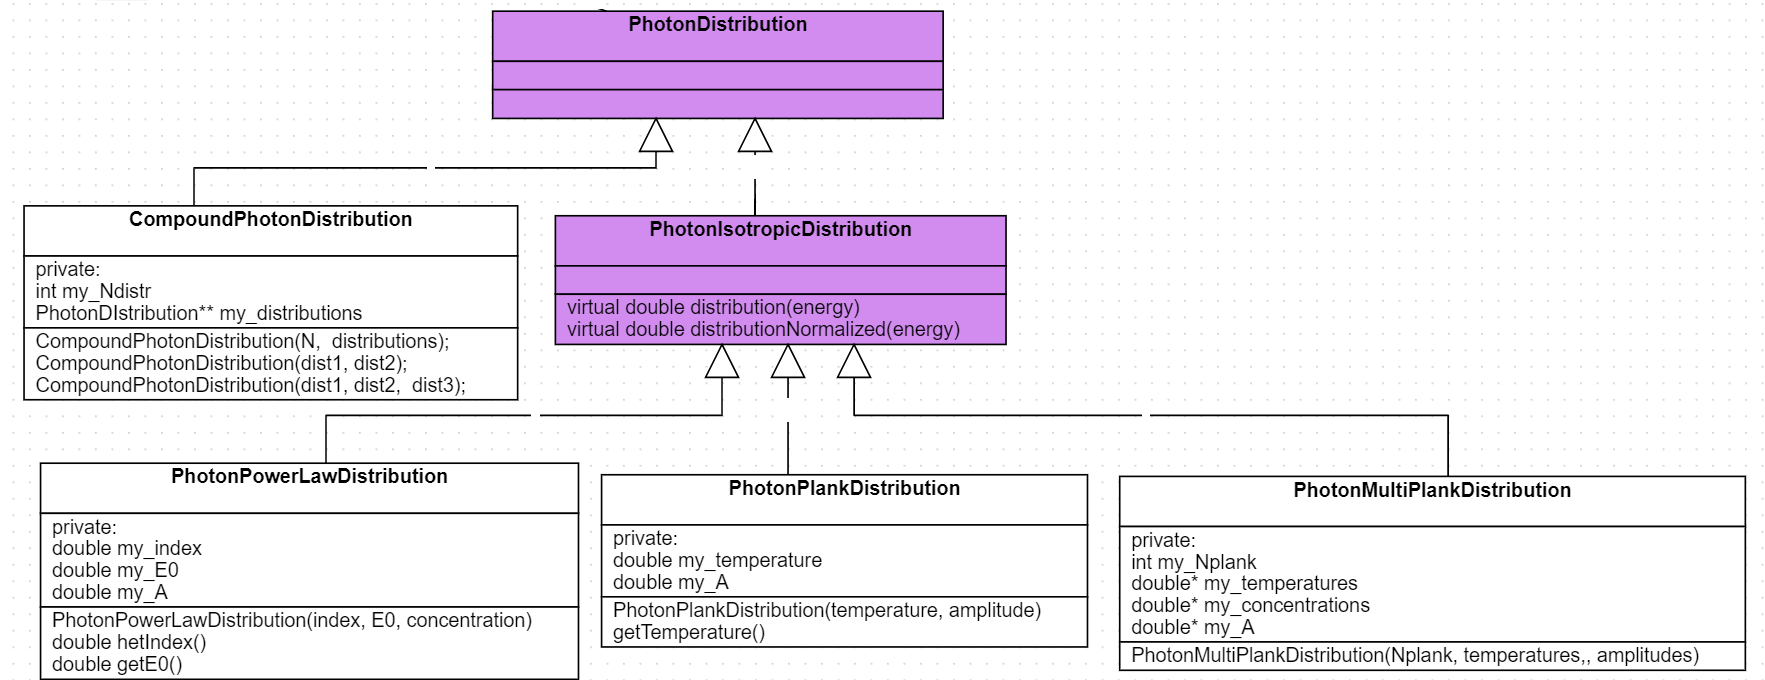 PhotonDistribution
CompoundPhotonDistribution
private:
int my_Ndistr
PhotonDIstribution** my_distributions
CompoundPhotonDistribution(N, distributions);
CompoundPhotonDistribution(dist1, dist2);
CompoundPhotonDistribution(dist1, dist2, dist3);
PhotonIsotropicDistribution
virtual double distribution(energy)
virtual double distributionNormalized(energy)
PhotonPowerLawDistribution
private:
double my_index
double my_E0
double my_A
PhotonPowerLawDistribution(index, E0, concentration)
double hetIndex()
double getE0()
PhotonPlankDistribution
private:
double my_temperature
double my_A
PhotonPlankDistribution(temperature, amplitude)
getTemperature()
PhotonMultiPlankDistribution
private:
int my_Nplank
double* my_temperatures
double* my_concentrations
double* my_A
PhotonMultiPlankDistribution(Nplank, temperatures,, amplitudes)